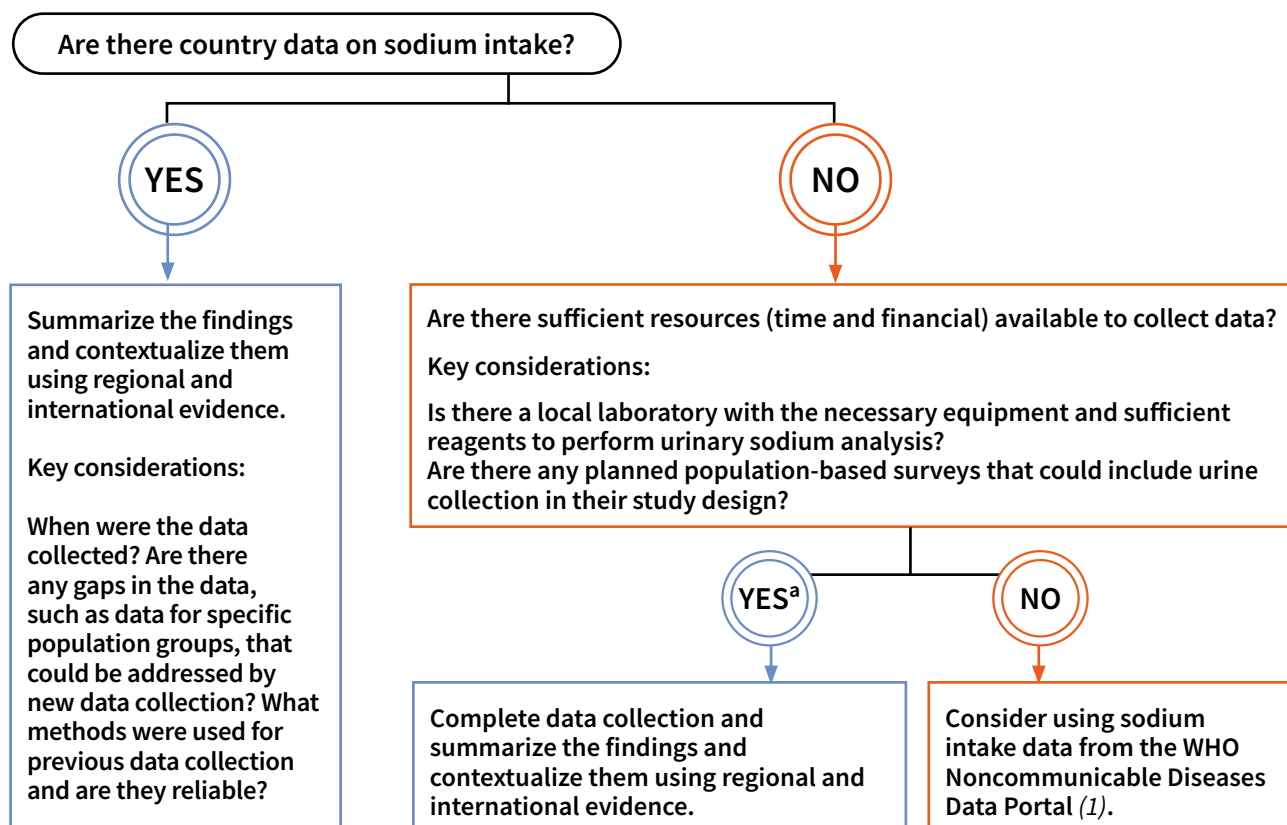 Are there country data on sodium intake?
YES
NO
Summarize the findings
and contextualize them
using regional and
international evidence.
Key considerations:
When were the data
collected? Are there
any gaps in the data,
such as data for specific
population groups, that
could be addressed by
new data collection? What
methods were used for
previous data collection
and are they reliable?
Are there sufficient resources (time and financial) available to collect data?
Key considerations:
Is there a local laboratory with the necessary equipment and sufficient
reagents to perform urinary sodium analysis?
Are there any planned population-based surveys that could include urine
collection in their study design?
YESᵃ
NO
Complete data collection and
summarize the findings and
contextualize them using regional and
international evidence.
Consider using sodium
intake data from the WHO
Noncommunicable Diseases
Data Portal (1).